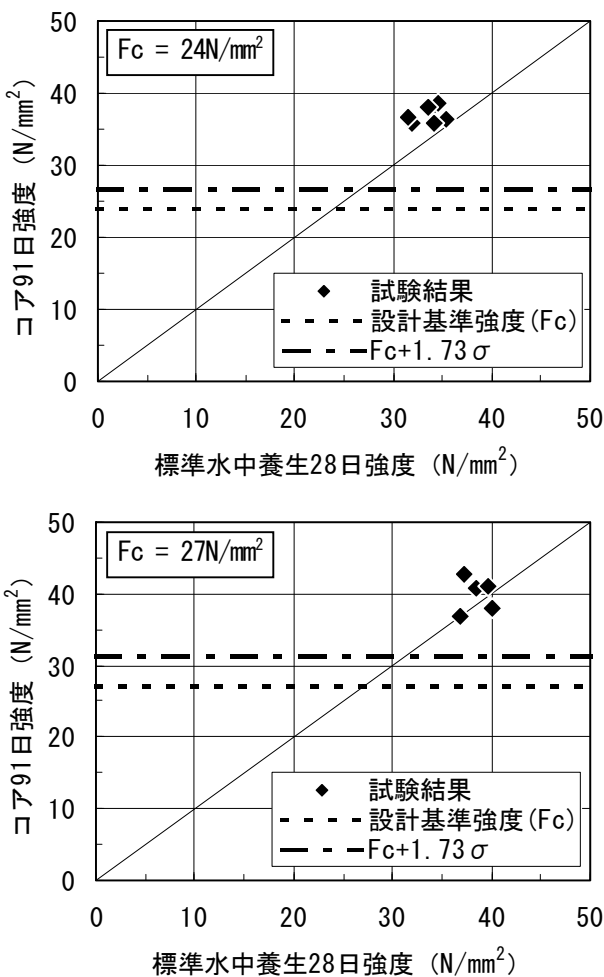 Fc = 24N/mm²
50
40
30
20
10
0
コア91日強度 (N/mm²)
試験結果
設計基準強度(Fc)
Fc+1.73σ
0 10 20 30 40 50
標準水中養生28日強度 (N/mm²)
Fc = 27N/mm²
50
40
30
20
10
0
コア91日強度 (N/mm²)
試験結果
設計基準強度(Fc)
Fc+1.73σ
0 10 20 30 40 50
標準水中養生28日強度 (N/mm²)